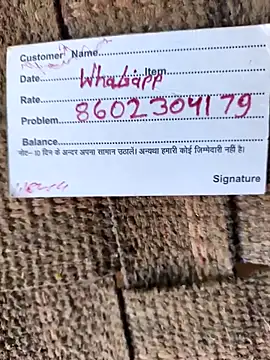 Customer Name....................
Date............Item....................
Whatsapp
Rate....................
8602304179
Problem....................
Balance....................
नोट- 10 दिन के अन्दर अपना सामान उठालें। अन्यथा हमारी कोई जिम्मेदारी नहीं है।
Signature